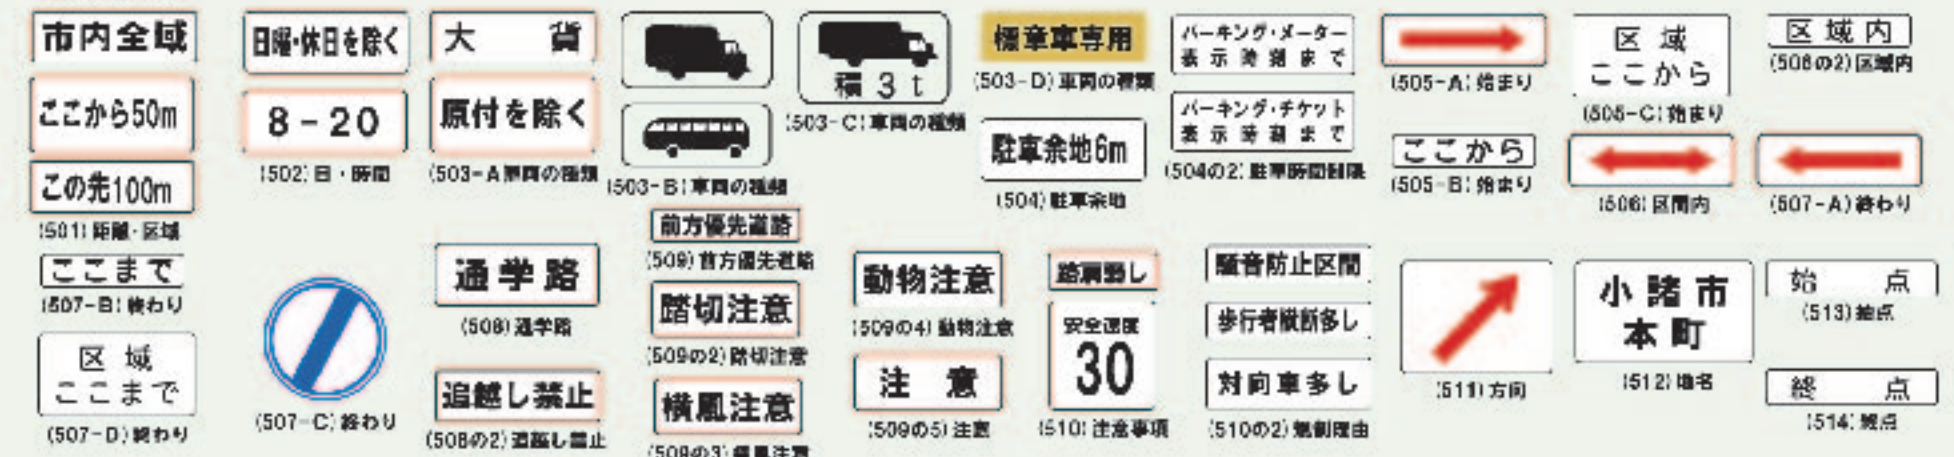 市内全域
ここから50m
この先100m
(501)距離・区域
ここまで
(507-B)終わり
区域
ここまで
(507-D)終わり
日曜・休日を除く
8-20
(502)日・時間
(507-C)終わり
大貨
原付を除く
(503-A)車両の種類
通学路
(508)通学路
追越し禁止
(508の2)追越し禁止
(503-B)車両の種類
前方優先道路
(509)前方優先道路
踏切注意
(509の2)踏切注意
横風注意
(509の3)横風注意
積3t
(503-C)車両の種類
動物注意
(509の4)動物注意
注意
(509の5)注意
標章車専用
(503-D)車両の種類
駐車余地6m
(504)駐車余地
路肩弱し
安全速度
30
(510)注意事項
パーキング・メーター
表示時刻まで
パーキング・チケット
表示時刻まで
(504の2)駐車時間制限
騒音防止区間
歩行者横断多し
対向車多し
(510の2)規制理由
(505-A)始まり
ここから
(505-B)始まり
(511)方向
区域
ここから
(505-C)始まり
(506)区間内
小諸市
本町
(512)地名
区域内
(506の2)区域内
(507-A)終わり
始点
(513)始点
終点
(514)終点